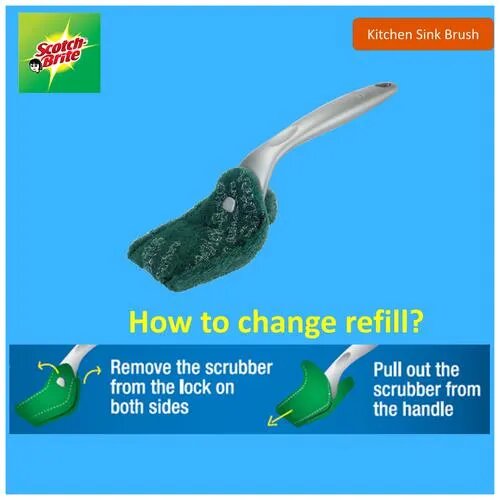 Scotch-
Brite
Kitchen Sink Brush
How to change refill?
Remove the scrubber
from the lock on
both sides
Pull out the
scrubber from
the handle